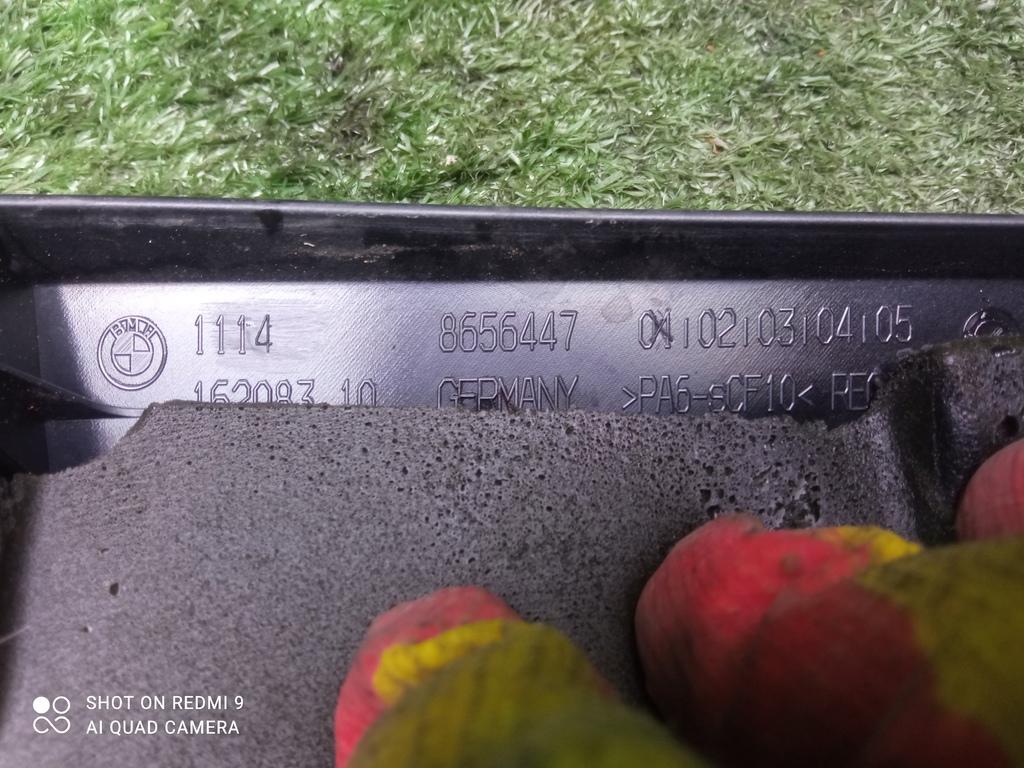 BMW
1114 8656447 01 02 03 04 05
162083 10 GERMANY >PA6-sCF10<
SHOT ON REDMI 9
AI QUAD CAMERA